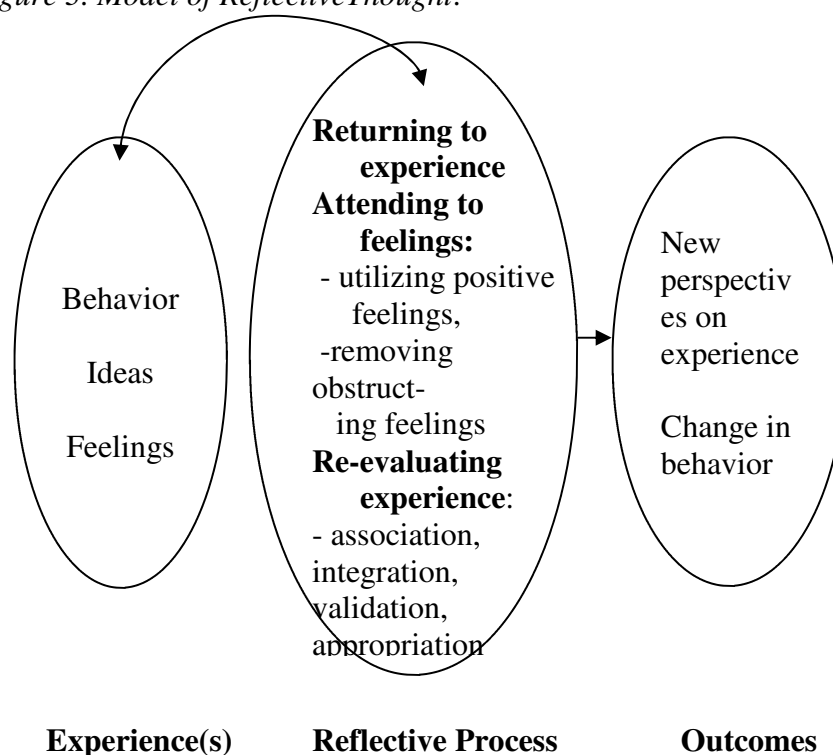 gure 3. Model of ReflectiveThought.
Behavior
Ideas
Feelings
Returning to
experience
Attending to
feelings:
- utilizing positive
feelings,
-removing
obstruct-
ing feelings
Re-evaluating
experience:
- association,
integration,
validation,
appropriation
New
perspectiv
es on
experience
Change in
behavior
Experience(s) Reflective Process Outcomes